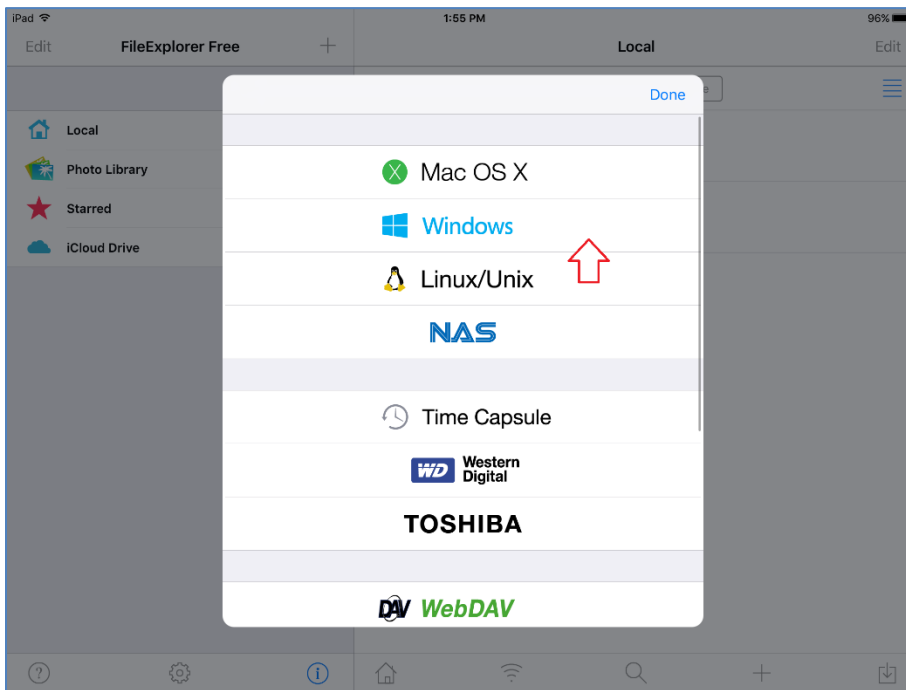 iPad 1:55 PM 96%
Edit FileExplorer Free Local Edit
Done
Local
Photo Library
Starred
iCloud Drive
Mac OS X
Windows
Linux/Unix
NAS
Time Capsule
WD Western
Digital
TOSHIBA
DAV WebDAV